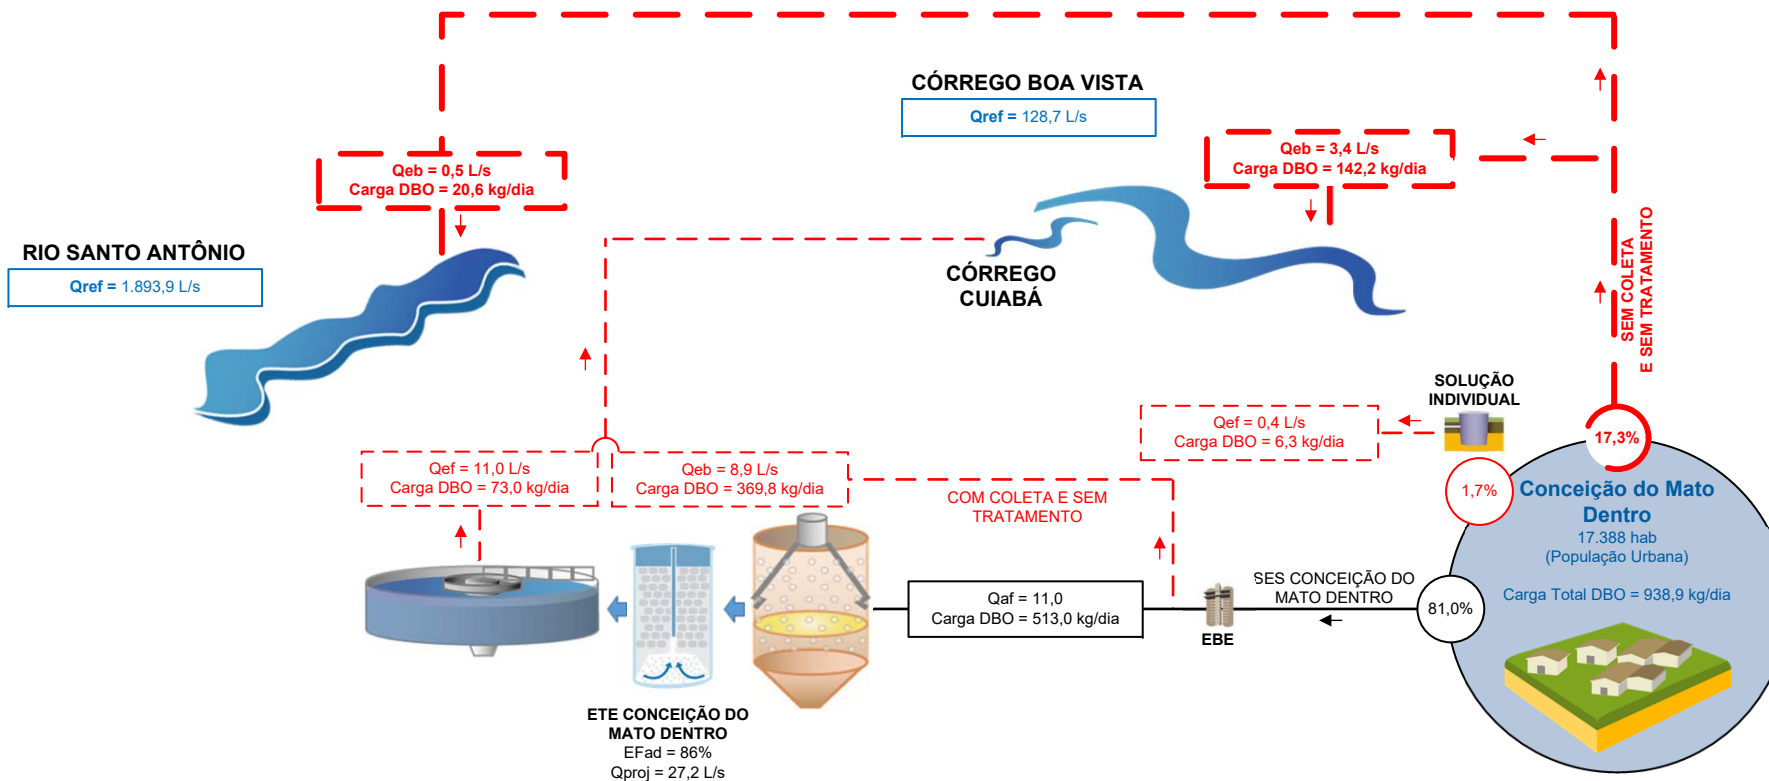 CÓRREGO BOA VISTA
Qref = 128,7 L/s
Qeb = 0,5 L/s
Carga DBO = 20,6 kg/dia
Qeb = 3,4 L/s
Carga DBO = 142,2 kg/dia
RIO SANTO ANTÔNIO
Qref = 1.893,9 L/s
CÓRREGO
CUIABÁ
SEM COLETA
E SEM TRATAMENTO
SOLUÇÃO
INDIVIDUAL
Qef = 0,4 L/s
Carga DBO = 6,3 kg/dia
17,3%
Qef = 11,0 L/s
Carga DBO = 73,0 kg/dia
Qeb = 8,9 L/s
Carga DBO = 369,8 kg/dia
COM COLETA E SEM
TRATAMENTO
1,7%
Conceição do Mato
Dentro
17.388 hab
(População Urbana)
Carga Total DBO = 938,9 kg/dia
SES CONCEIÇÃO DO
MATO DENTRO
81,0%
Qaf = 11,0
Carga DBO = 513,0 kg/dia
EBE
ETE CONCEIÇÃO DO
MATO DENTRO
EFad = 86%
Qproj = 27,2 L/s